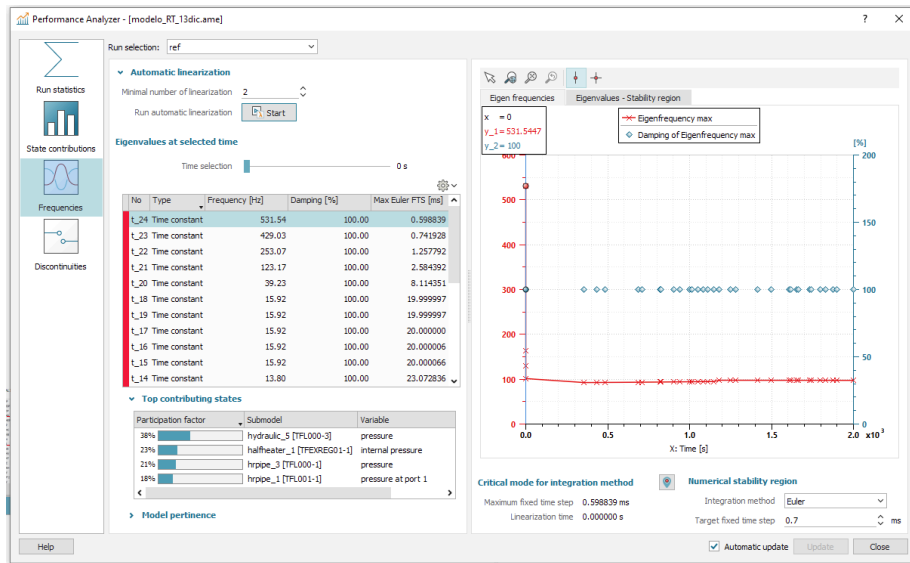 Performance Analyzer - [modelo_RT_13dic.ame] ? ×
Run statistics
State contributions
Frequencies
Discontinuities
Run selection: ref
Automatic linearization
Minimal number of linearization 2
Run automatic linearization Start
Eigenvalues at selected time
Time selection 0 s
No Type Frequency [Hz] Damping [%] Max Euler FTS [ms]
t_24 Time constant 531.54 100.00 0.598839
t_23 Time constant 429.03 100.00 0.741928
t_22 Time constant 253.07 100.00 1.257792
t_21 Time constant 123.17 100.00 2.584392
t_20 Time constant 39.23 100.00 8.114351
t_18 Time constant 15.92 100.00 19.999997
t_19 Time constant 15.92 100.00 19.999997
t_17 Time constant 15.92 100.00 20.000000
t_16 Time constant 15.92 100.00 20.000066
t_15 Time constant 15.92 100.00 20.000066
t_14 Time constant 13.80 100.00 23.072836
Top contributing states
Participation factor Submodel Variable
38% hydraulic_5 [TFL000-3] pressure
23% halfheater_1 [TFEXREG01-1] internal pressure
21% hrpipe_3 [TFL000-1] pressure
18% hrpipe_1 [TFL001-1] pressure at port 1
Model pertinence
Eigen frequencies Eigenvalues - Stability region
x = 0
y_1= 531.5447
y_2= 100
Eigenfrequency max
Damping of Eigenfrequency max
[%]
600 200
500
150
400
300 100
200
50
100
0 0
0.0 0.5 1.0 1.5 2.0 x10³
X: Time [s]
Critical mode for integration method
Maximum fixed time step 0.598839 ms
Linearization time 0.000000 s
Numerical stability region
Integration method Euler
Target fixed time step 0.7 ms
Help
Automatic update Update Close